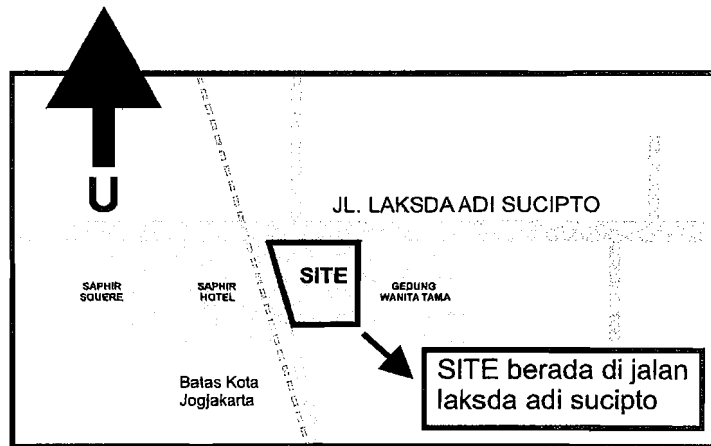 U
JL. LAKSDA ADI SUCIPTO
SAPHIR
SQUERE
SAPHIR
HOTEL
SITE
GEDUNG
WANITA TAMA
Batas Kota
Jogjakarta
SITE berada di jalan
laksda adi sucipto